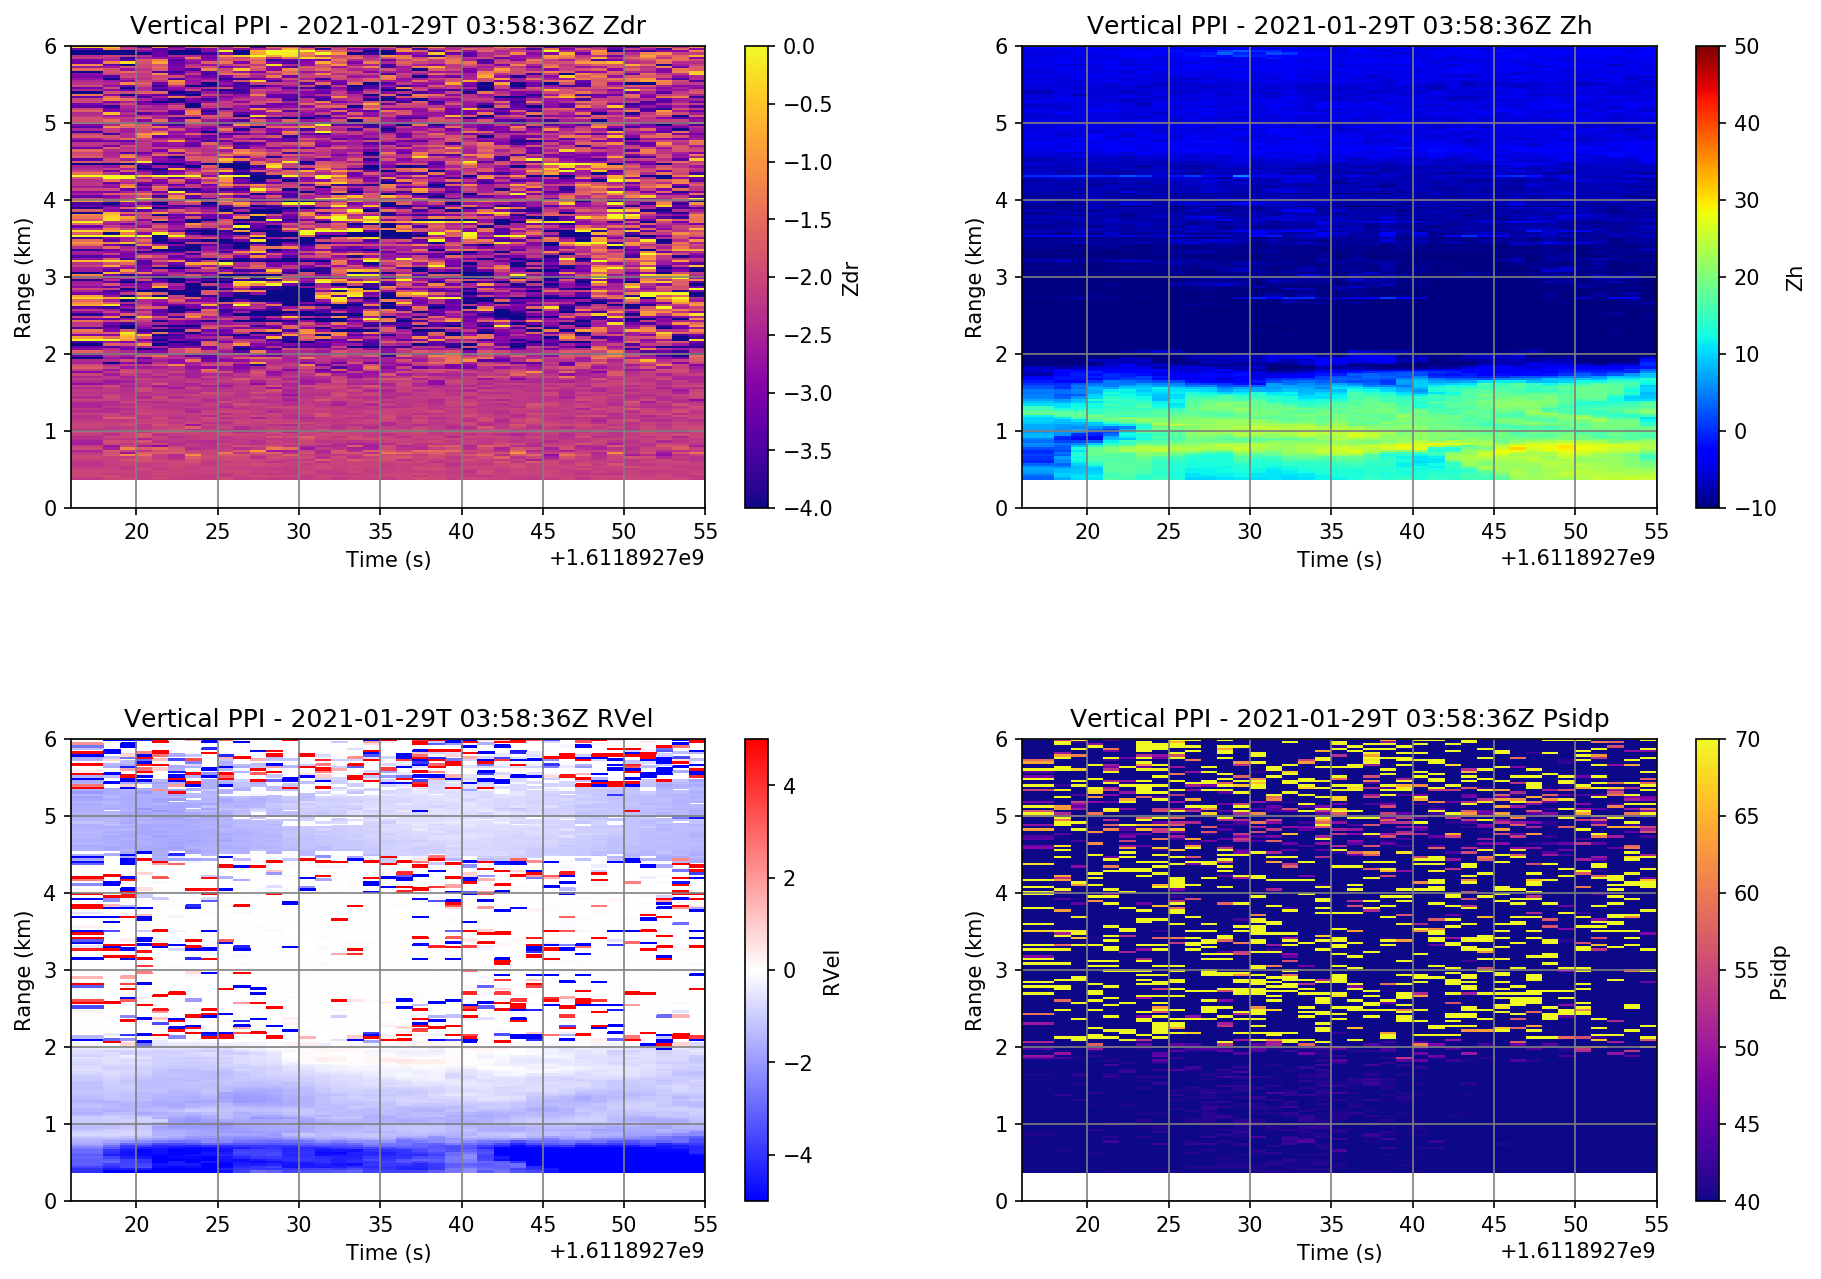 Vertical PPI - 2021-01-29T 03:58:36Z Zdr
6
5
4
3
2
1
0
Range (km)
20 25 30 35 40 45 50 55
Time (s)
+1.6118927e9
0.0
−0.5
−1.0
−1.5
−2.0
−2.5
−3.0
−3.5
−4.0
Zdr
Vertical PPI - 2021-01-29T 03:58:36Z Zh
6
5
4
3
2
1
0
Range (km)
20 25 30 35 40 45 50 55
Time (s)
+1.6118927e9
50
40
30
20
10
0
−10
Zh
Vertical PPI - 2021-01-29T 03:58:36Z RVel
6
5
4
3
2
1
0
Range (km)
20 25 30 35 40 45 50 55
Time (s)
+1.6118927e9
4
2
0
−2
−4
RVel
Vertical PPI - 2021-01-29T 03:58:36Z Psidp
6
5
4
3
2
1
0
Range (km)
20 25 30 35 40 45 50 55
Time (s)
+1.6118927e9
70
65
60
55
50
45
40
Psidp